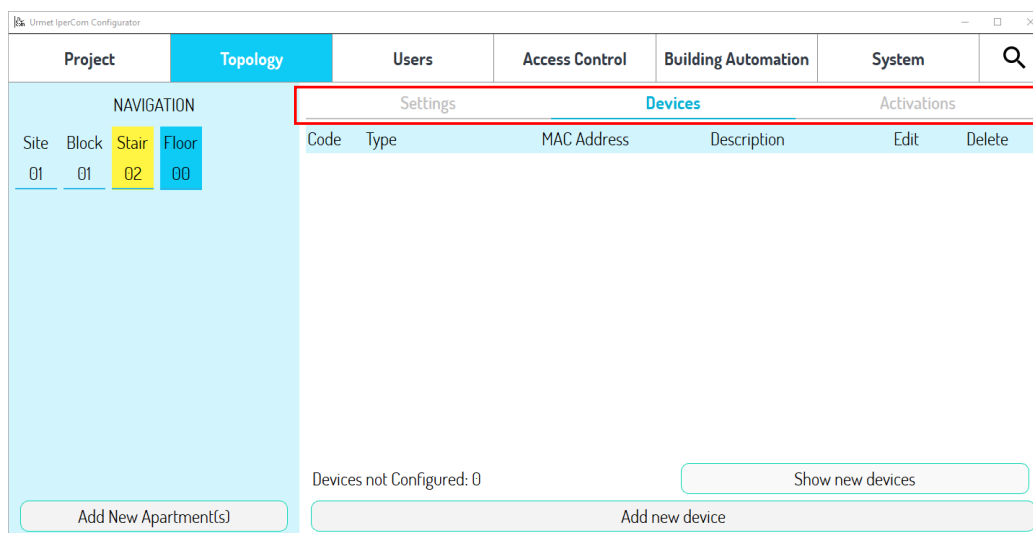 Urmet IperCom Configurator
Project Topology Users Access Control Building Automation System
NAVIGATION
Settings Devices Activations
Site Block Stair Floor
01 01 02 00
Code Type MAC Address Description Edit Delete
Devices not Configured: 0
Show new devices
Add New Apartment(s)
Add new device